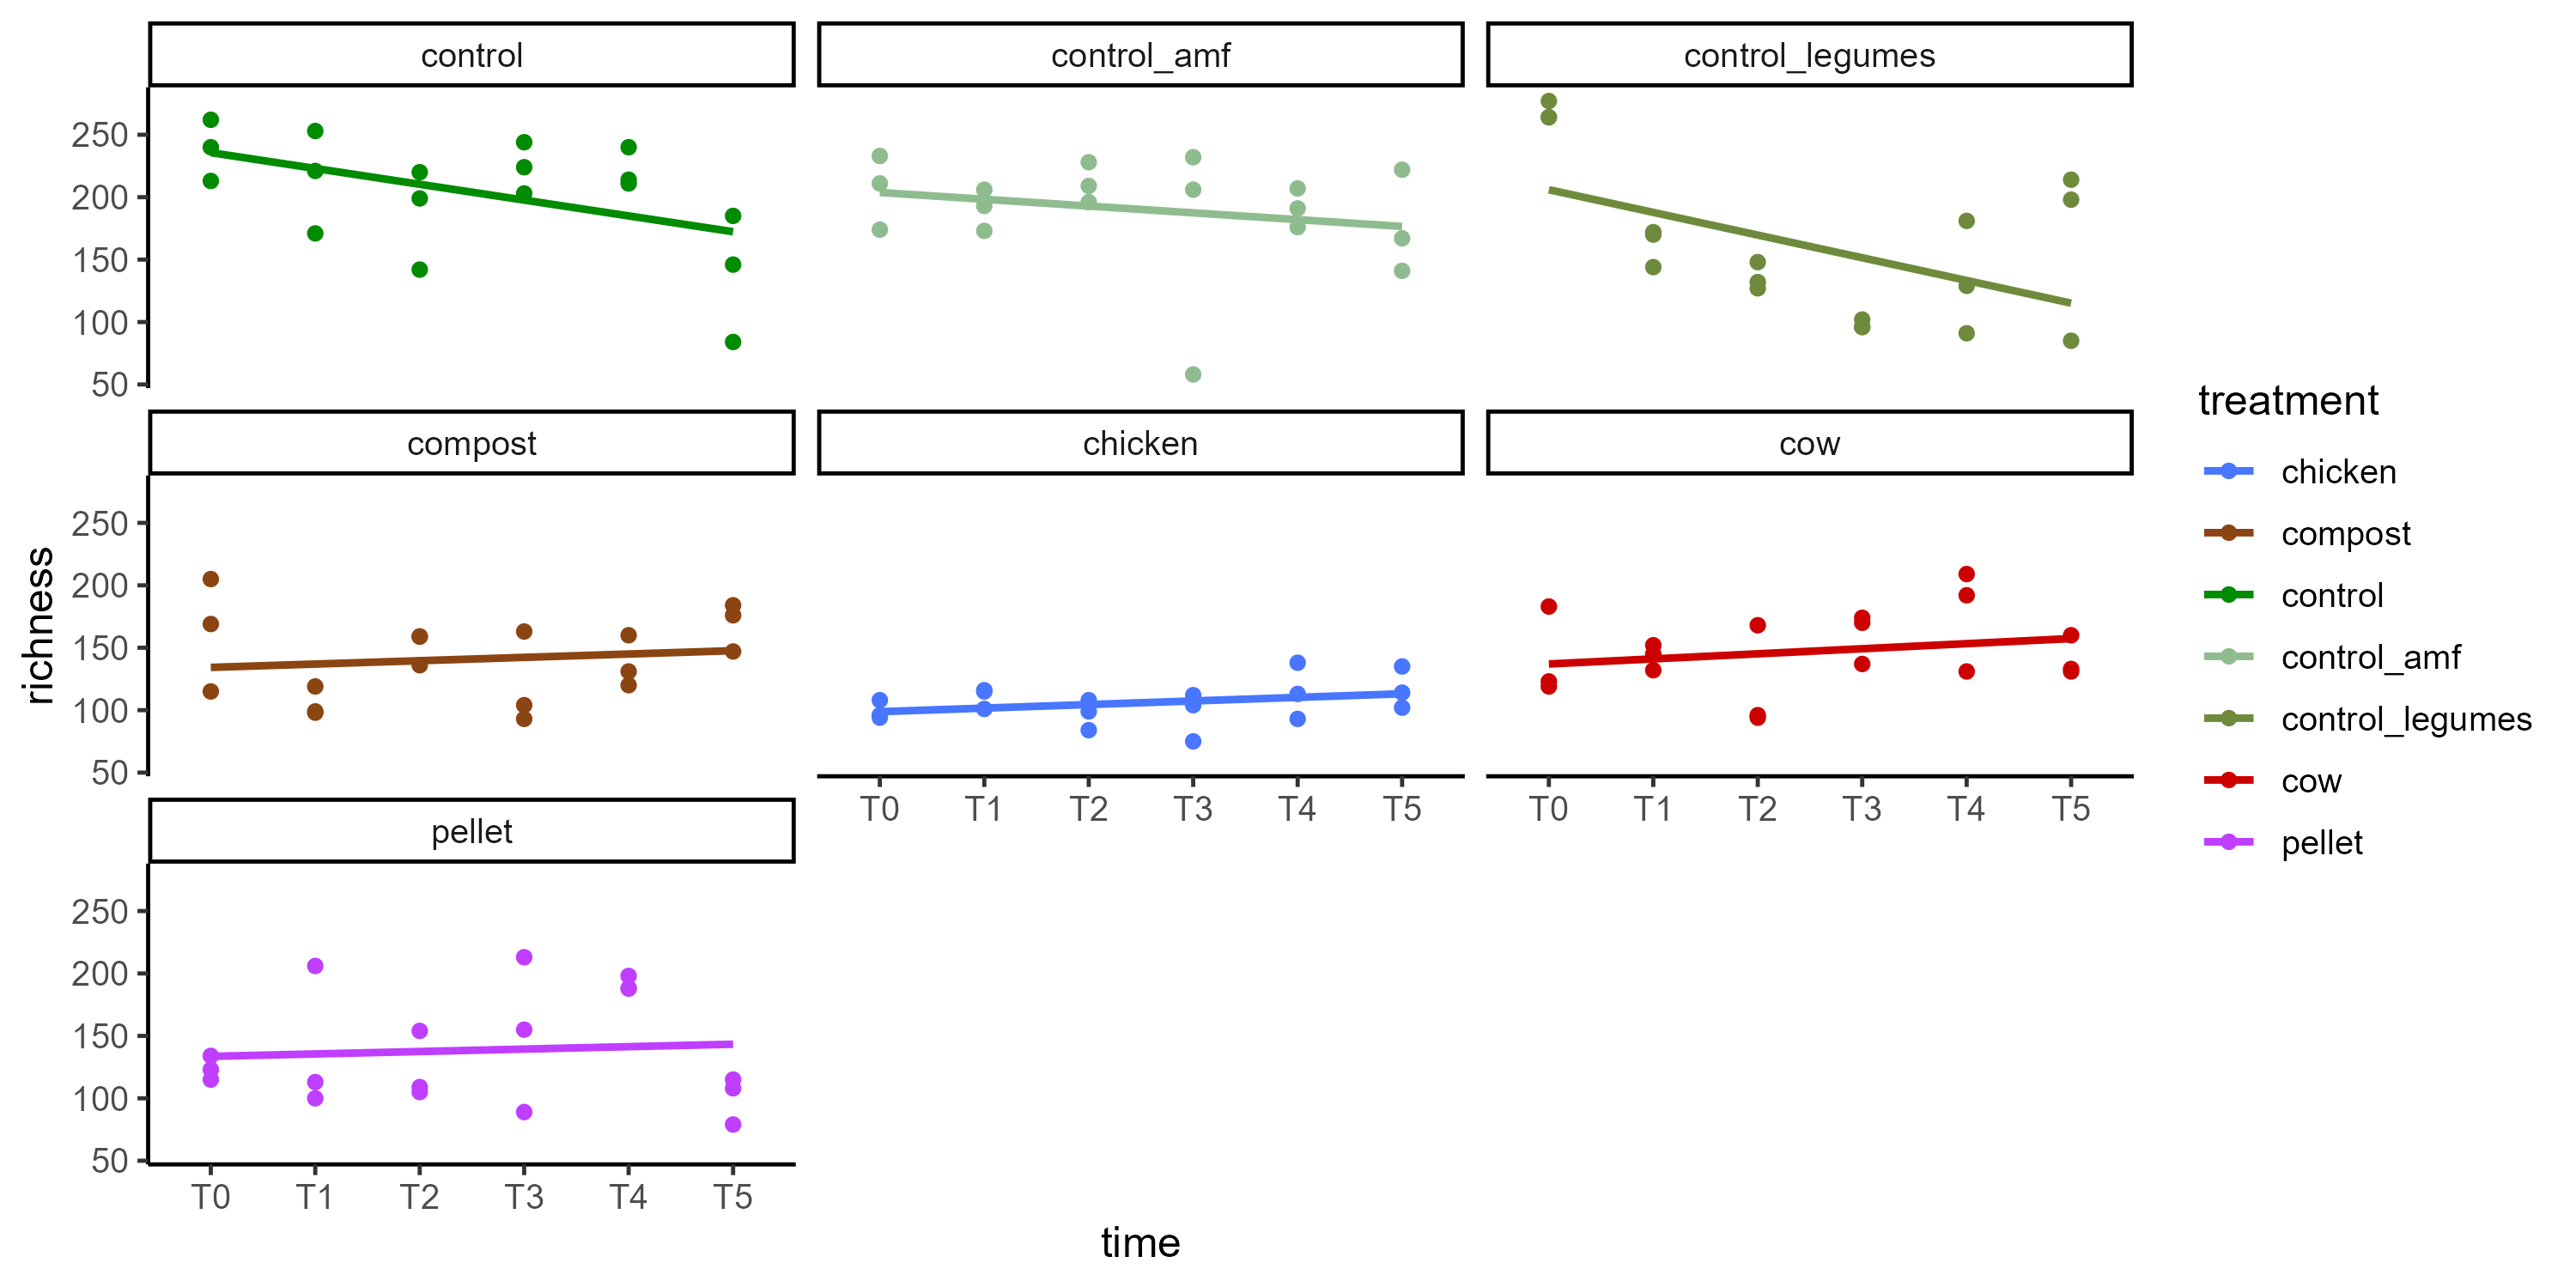 control
control_amf
control_legumes
250
200
150
100
50
compost
chicken
cow
250
200
150
100
50
T0 T1 T2 T3 T4 T5
T0 T1 T2 T3 T4 T5
pellet
250
200
150
100
50
T0 T1 T2 T3 T4 T5
richness
time
treatment
chicken
compost
control
control_amf
control_legumes
cow
pellet